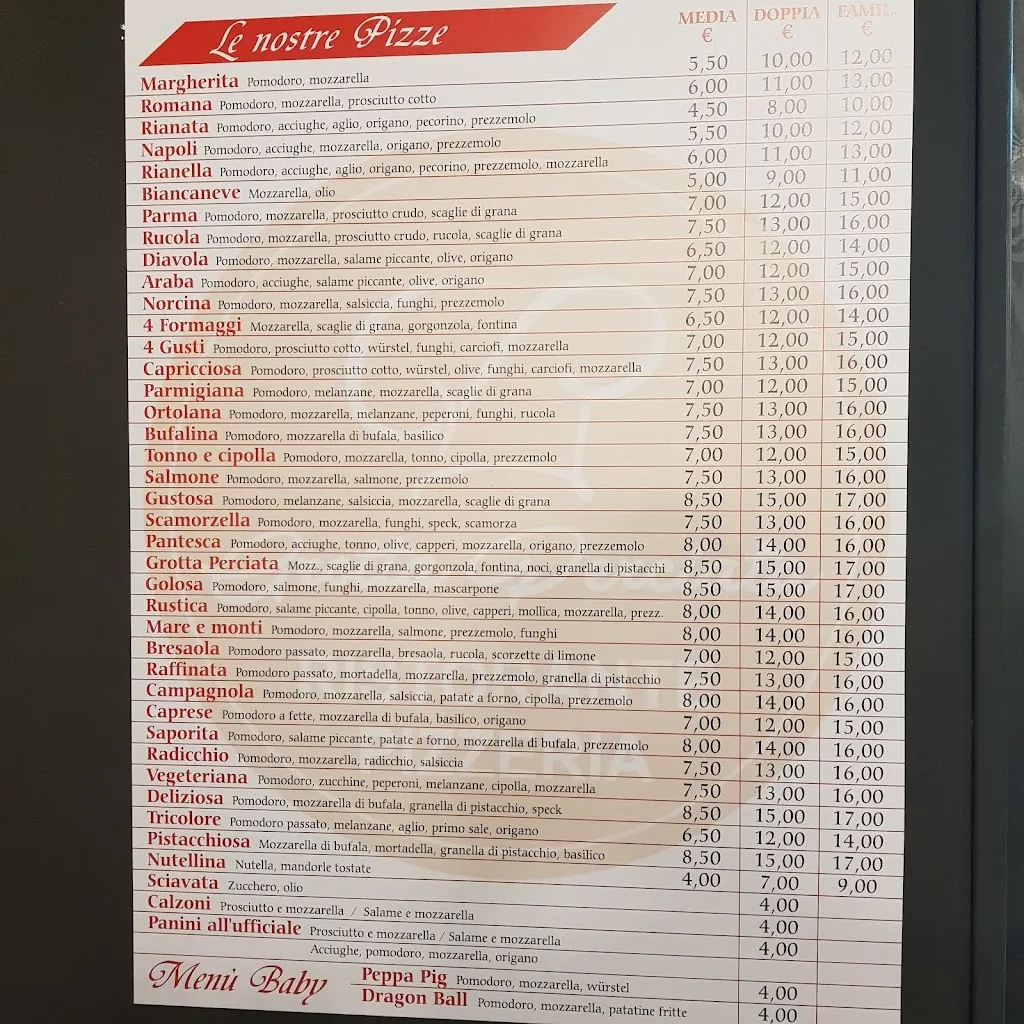 Le nostre Pizze MEDIA € DOPPIA € FAMIL. €
Margherita Pomodoro, mozzarella 5,50 10,00 12,00
Romana Pomodoro, mozzarella, prosciutto cotto 6,00 11,00 13,00
Rianata Pomodoro, acciughe, aglio, origano, pecorino, prezzemolo 4,50 8,00 10,00
Napoli Pomodoro, acciughe, mozzarella, origano, prezzemolo 5,50 10,00 12,00
Rianella Pomodoro, acciughe, aglio, origano, pecorino, prezzemolo, mozzarella 6,00 11,00 13,00
Biancaneve Mozzarella, olio 5,00 9,00 11,00
Parma Pomodoro, mozzarella, prosciutto crudo, scaglie di grana 7,00 12,00 15,00
Rucola Pomodoro, mozzarella, prosciutto crudo, rucola, scaglie di grana 7,50 13,00 16,00
Diavola Pomodoro, mozzarella, salame piccante, olive, origano 6,50 12,00 14,00
Araba Pomodoro, acciughe, salame piccante, olive, origano 7,00 12,00 15,00
Norcina Pomodoro, mozzarella, salsiccia, funghi, prezzemolo 7,50 13,00 16,00
4 Formaggi Mozzarella, scaglie di grana, gorgonzola, fontina 6,50 12,00 14,00
4 Gusti Pomodoro, prosciutto cotto, würstel, funghi, carciofi, mozzarella 7,00 12,00 15,00
Capricciosa Pomodoro, prosciutto cotto, würstel, olive, funghi, carciofi, mozzarella 7,50 13,00 16,00
Parmigiana Pomodoro, melanzane, mozzarella, scaglie di grana 7,00 12,00 15,00
Ortolana Pomodoro, mozzarella, melanzane, peperoni, funghi, rucola 7,50 13,00 16,00
Bufalina Pomodoro, mozzarella di bufala, basilico 7,50 13,00 16,00
Tonno e cipolla Pomodoro, mozzarella, tonno, cipolla, prezzemolo 7,00 12,00 15,00
Salmone Pomodoro, mozzarella, salmone, prezzemolo 7,50 13,00 16,00
Gustosa Pomodoro, melanzane, salsiccia, mozzarella, scaglie di grana 8,50 15,00 17,00
Scamorzella Pomodoro, mozzarella, funghi, speck, scamorza 7,50 13,00 16,00
Pantesca Pomodoro, acciughe, tonno, olive, capperi, mozzarella, origano, prezzemolo 8,00 14,00 16,00
Grotta Perciata Mozz., scaglie di grana, gorgonzola, fontina, noci, granella di pistacchi 8,50 15,00 17,00
Golosa Pomodoro, salmone, funghi, mozzarella, mascarpone 8,50 15,00 17,00
Rustica Pomodoro, salame piccante, cipolla, tonno, olive, capperi, mollica, mozzarella, prezz. 8,00 14,00 16,00
Mare e monti Pomodoro, mozzarella, salmone, prezzemolo, funghi 8,00 14,00 16,00
Bresaola Pomodoro passato, mozzarella, bresaola, rucola, scorzette di limone 7,00 12,00 15,00
Raffinata Pomodoro passato, mortadella, mozzarella, prezzemolo, granella di pistacchio 7,50 13,00 16,00
Campagnola Pomodoro, mozzarella, salsiccia, patate a forno, cipolla, prezzemolo 8,00 14,00 16,00
Caprese Pomodoro a fette, mozzarella di bufala, basilico, origano 7,00 12,00 15,00
Saporita Pomodoro, salame piccante, patate a forno, mozzarella di bufala, prezzemolo 8,00 14,00 16,00
Radicchio Pomodoro, mozzarella, radicchio, salsiccia 7,50 13,00 16,00
Vegeteriana Pomodoro, zucchine, peperoni, melanzane, cipolla, mozzarella 7,50 13,00 16,00
Deliziosa Pomodoro, mozzarella di bufala, granella di pistacchio, speck 8,50 15,00 17,00
Tricolore Pomodoro passato, melanzane, aglio, primo sale, origano 6,50 12,00 14,00
Pistacchiosa Mozzarella di bufala, mortadella, granella di pistacchio, basilico 8,50 15,00 17,00
Nutellina Nutella, mandorle tostate 4,00 7,00 9,00
Sciavata Zucchero, olio 4,00
Calzoni Prosciutto e mozzarella / Salame e mozzarella 4,00
Panini all'ufficiale Prosciutto e mozzarella / Salame e mozzarella 4,00
Acciughe, pomodoro, mozzarella, origano
Menù Baby
Peppa Pig Pomodoro, mozzarella, würstel 4,00
Dragon Ball Pomodoro, mozzarella, patatine fritte 4,00